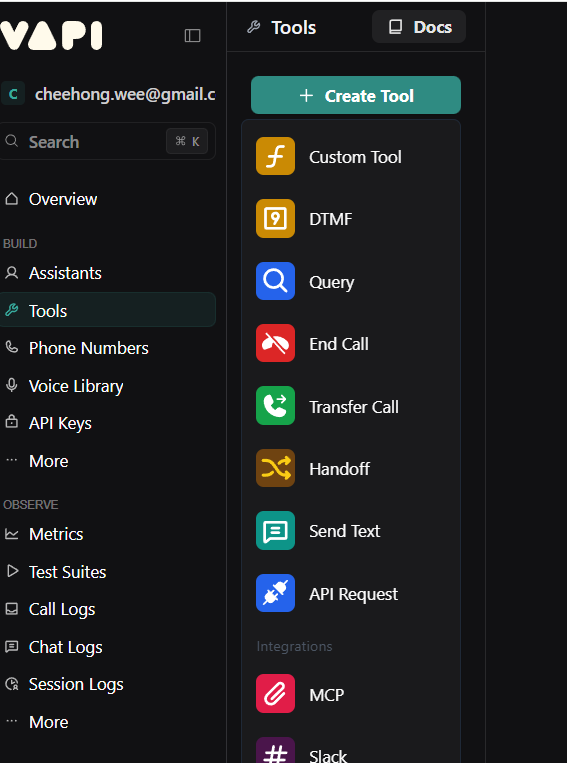 VAPI
C cheehong.wee@gmail.c
Search ⌘ K
Overview
BUILD
Assistants
Tools
Phone Numbers
Voice Library
API Keys
More
OBSERVE
Metrics
Test Suites
Call Logs
Chat Logs
Session Logs
More
Tools
Docs
+ Create Tool
Custom Tool
9 DTMF
Query
End Call
Transfer Call
Handoff
Send Text
API Request
Integrations
MCP
# Slack